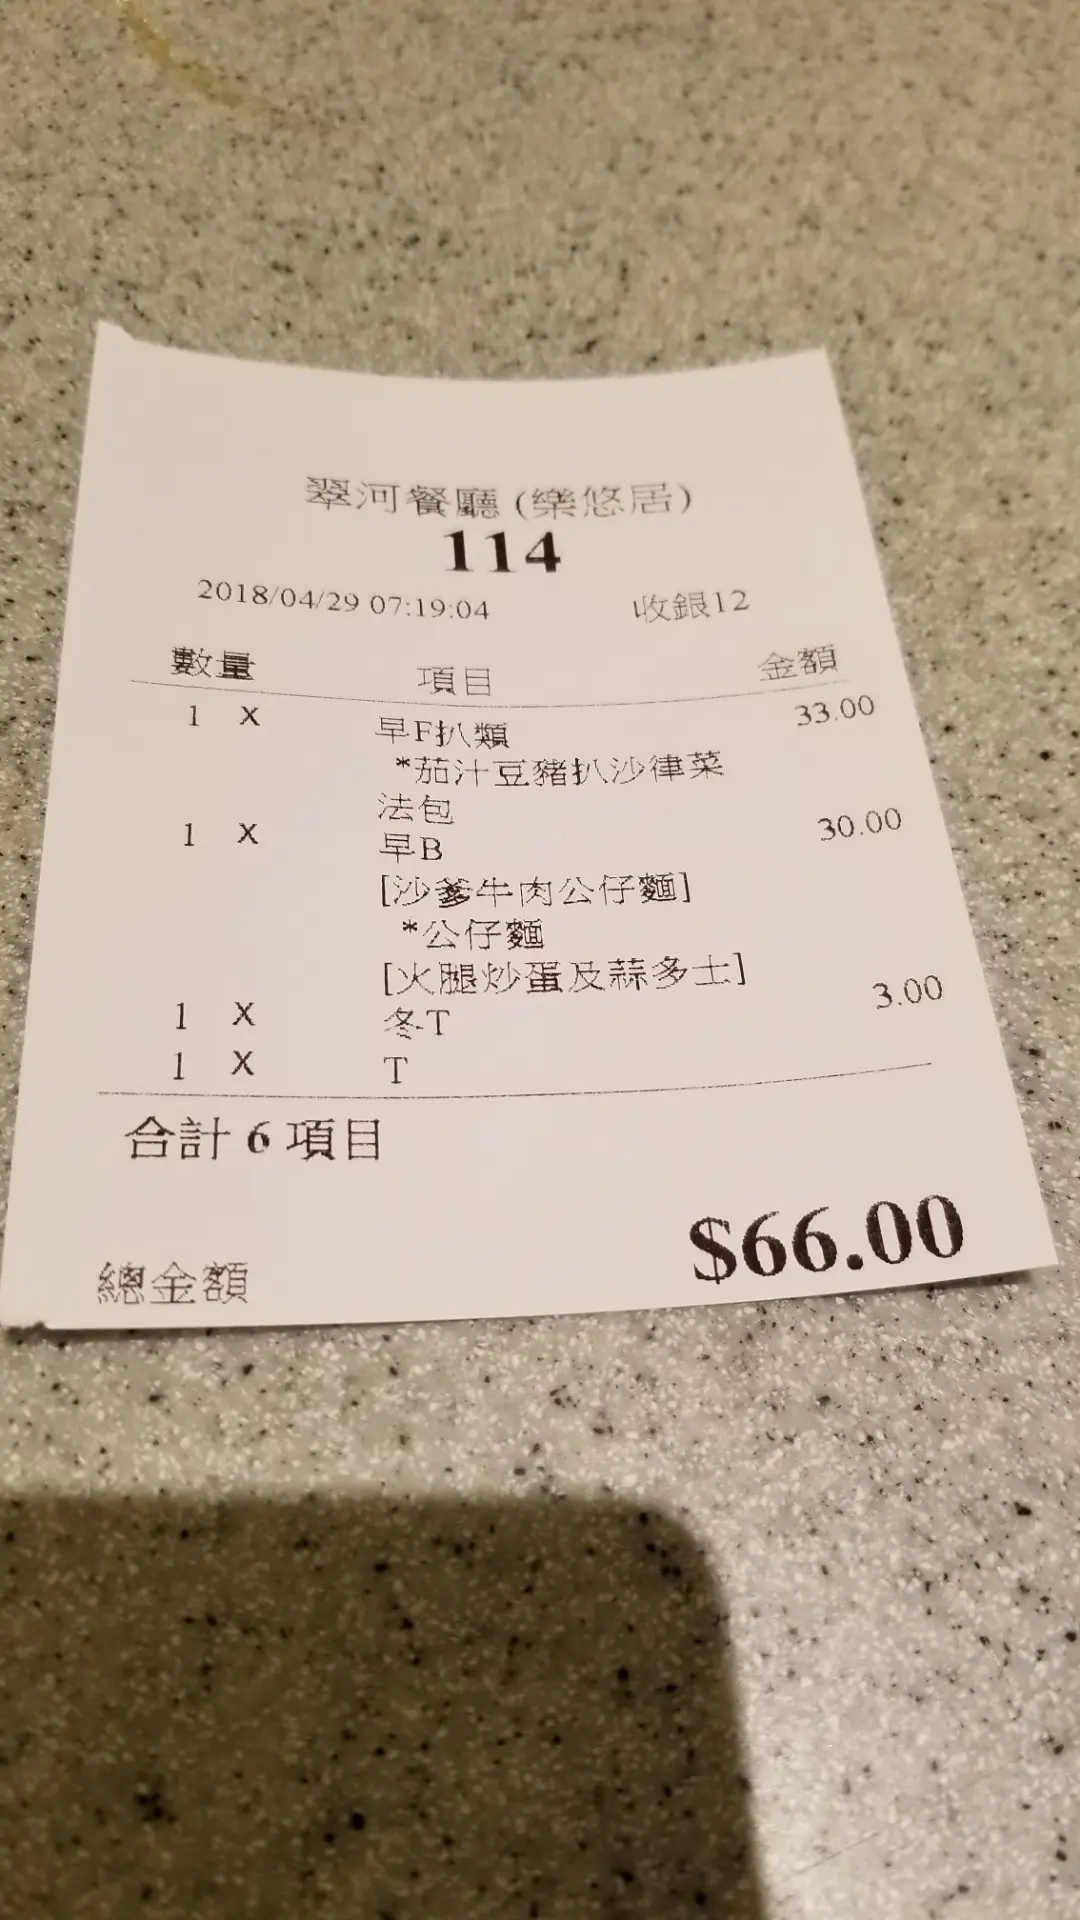 翠河餐廳 (樂悠居)
114
2018/04/29 07:19:04 收銀12
數量 項目 金額
1 X 早F扒類 33.00
*茄汁豆豬扒沙律菜
法包
1 X 早B 30.00
[沙爹牛肉公仔麵]
*公仔麵
[火腿炒蛋及蒜多士]
1 X 冬T 3.00
1 X T
合計 6 項目
總金額 $66.00